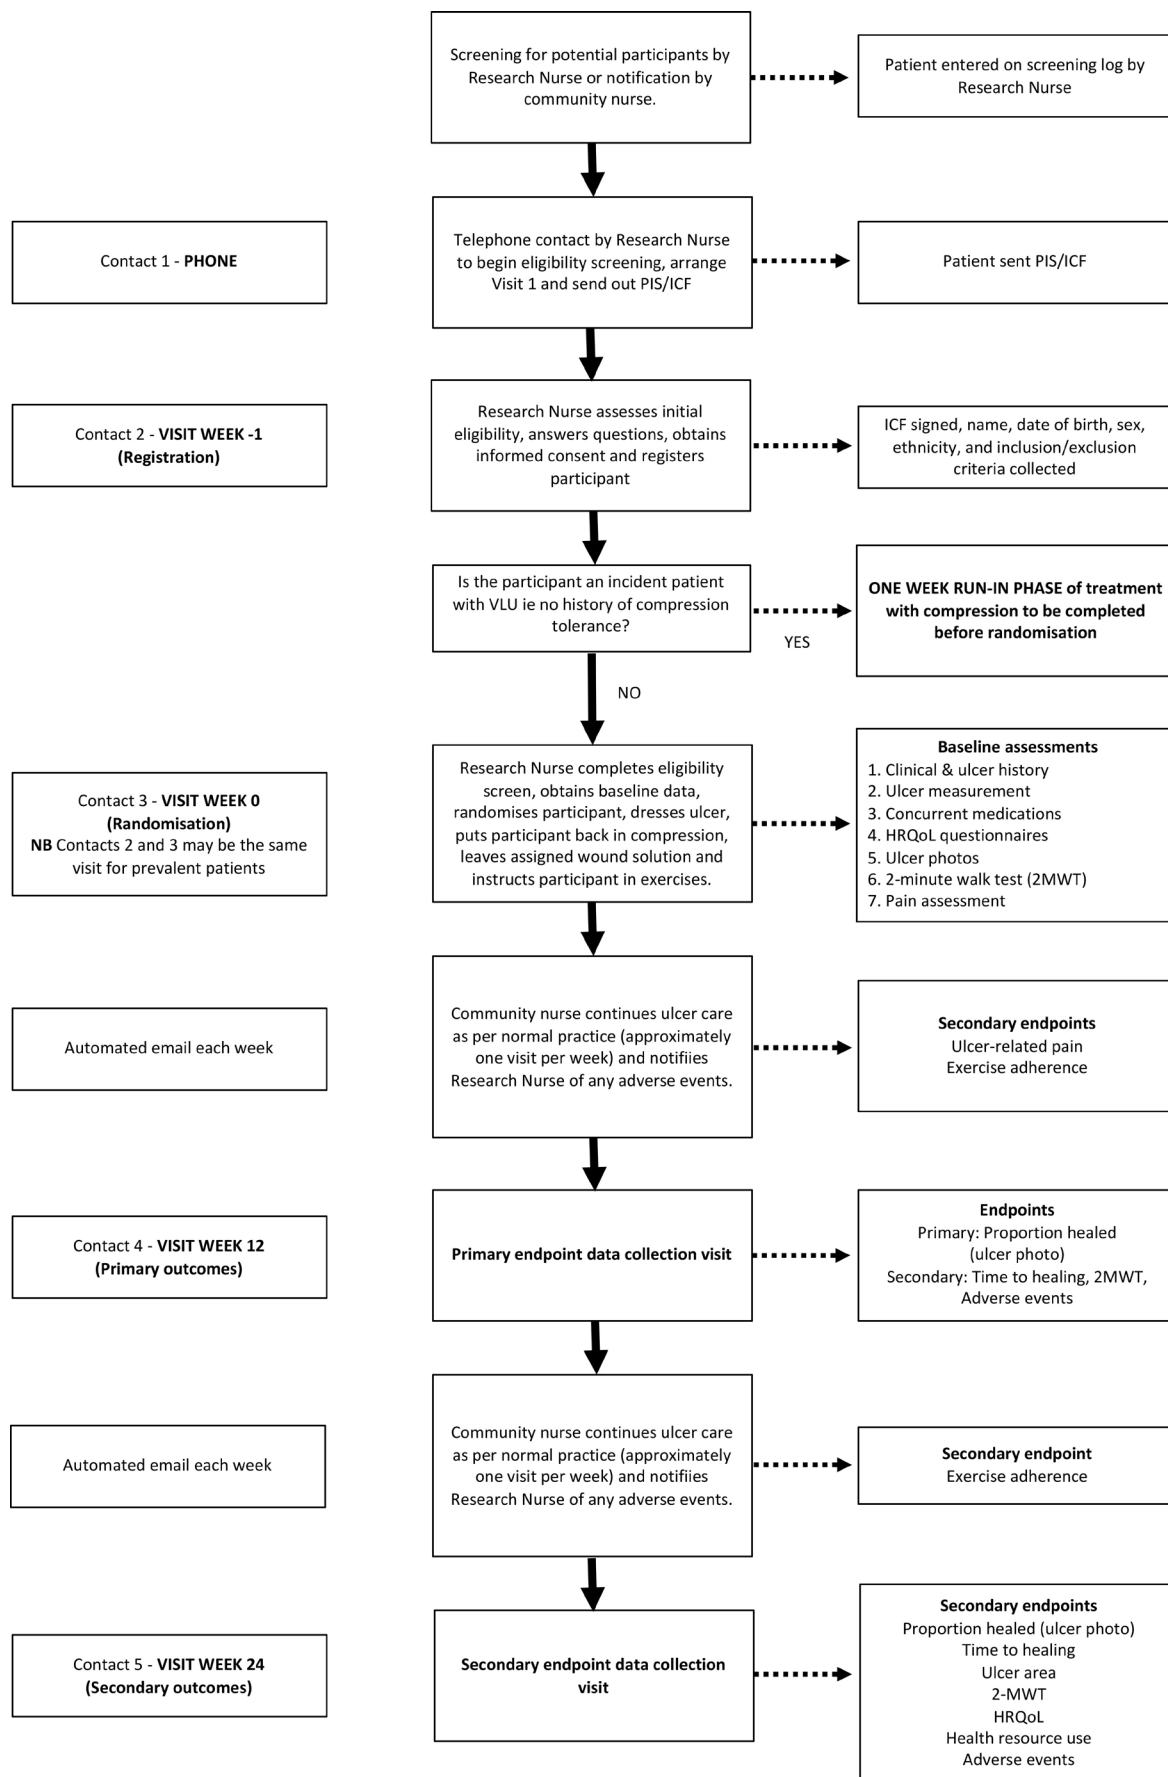 Screening for potential participants by
Research Nurse or notification by
community nurse.
Patient entered on screening log by
Research Nurse
Contact 1 - PHONE
Telephone contact by Research Nurse
to begin eligibility screening, arrange
Visit 1 and send out PIS/ICF
Patient sent PIS/ICF
Contact 2 - VISIT WEEK -1
(Registration)
Research Nurse assesses initial
eligibility, answers questions, obtains
informed consent and registers
participant
ICF signed, name, date of birth, sex,
ethnicity, and inclusion/exclusion
criteria collected
Is the participant an incident patient
with VLU ie no history of compression
tolerance?
YES
ONE WEEK RUN-IN PHASE of treatment
with compression to be completed
before randomisation
NO
Contact 3 - VISIT WEEK 0
(Randomisation)
NB Contacts 2 and 3 may be the same
visit for prevalent patients
Research Nurse completes eligibility
screen, obtains baseline data,
randomises participant, dresses ulcer,
puts participant back in compression,
leaves assigned wound solution and
instructs participant in exercises.
Baseline assessments
1. Clinical & ulcer history
2. Ulcer measurement
3. Concurrent medications
4. HRQoL questionnaires
5. Ulcer photos
6. 2-minute walk test (2MWT)
7. Pain assessment
Automated email each week
Community nurse continues ulcer care
as per normal practice (approximately
one visit per week) and notifiies
Research Nurse of any adverse events.
Secondary endpoints
Ulcer-related pain
Exercise adherence
Contact 4 - VISIT WEEK 12
(Primary outcomes)
Primary endpoint data collection visit
Endpoints
Primary: Proportion healed
(ulcer photo)
Secondary: Time to healing, 2MWT,
Adverse events
Automated email each week
Community nurse continues ulcer care
as per normal practice (approximately
one visit per week) and notifiies
Research Nurse of any adverse events.
Secondary endpoint
Exercise adherence
Contact 5 - VISIT WEEK 24
(Secondary outcomes)
Secondary endpoint data collection
visit
Secondary endpoints
Proportion healed (ulcer photo)
Time to healing
Ulcer area
2-MWT
HRQoL
Health resource use
Adverse events